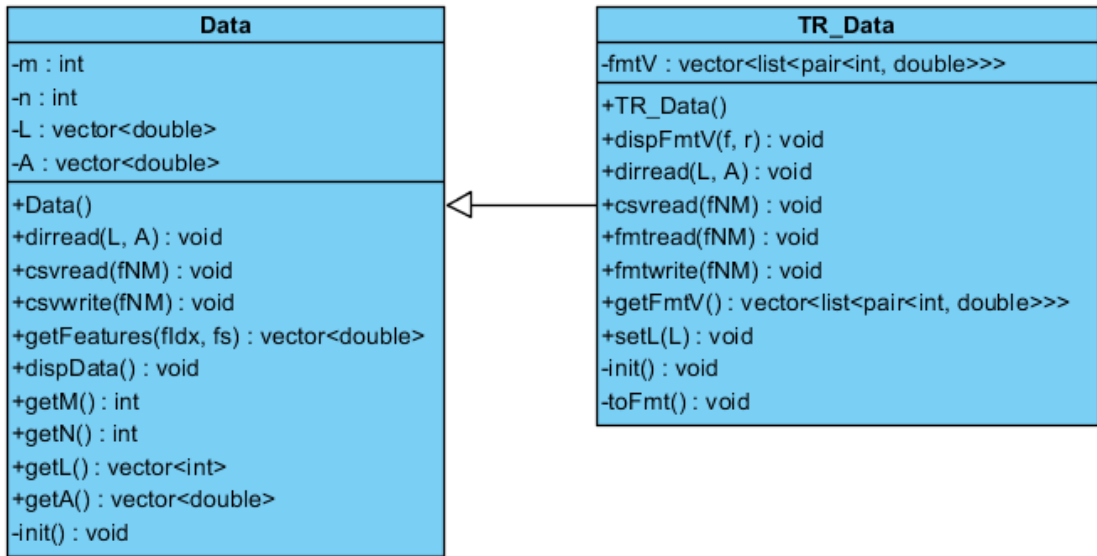 Data
-m : int
-n : int
-L : vector<double>
-A : vector<double>
+Data()
+dirread(L, A) : void
+csvread(fNM) : void
+csvwrite(fNM) : void
+getFeatures(fIdx, fs) : vector<double>
+dispData() : void
+getM() : int
+getN() : int
+getL() : vector<int>
+getA() : vector<double>
-init() : void
TR_Data
-fmtV : vector<list<pair<int, double>>>
+TR_Data()
+dispFmtV(f, r) : void
+dirread(L, A) : void
+csvread(fNM) : void
+fmtread(fNM) : void
+fmtwrite(fNM) : void
+getFmtV() : vector<list<pair<int, double>>>
+setL(L) : void
-init() : void
-toFmt() : void